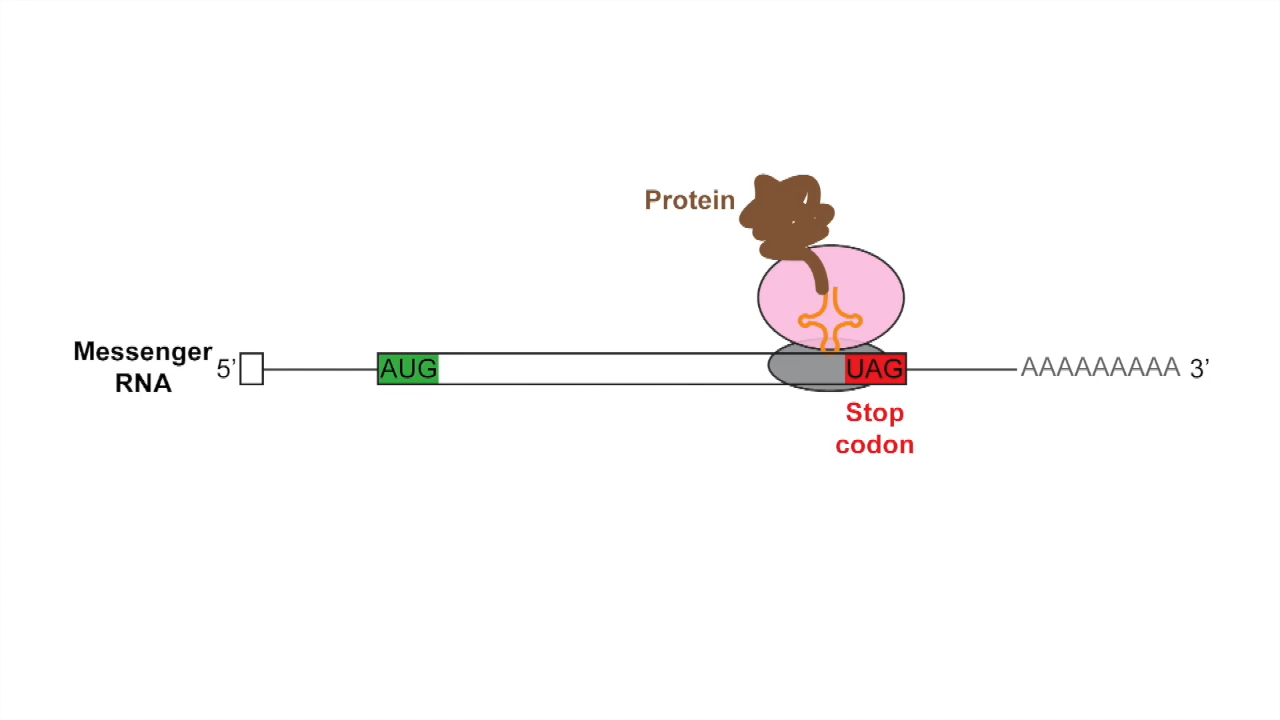 Protein
Messenger
RNA
5’
AUG
UAG
AAAAAAAAA 3’
Stop
codon